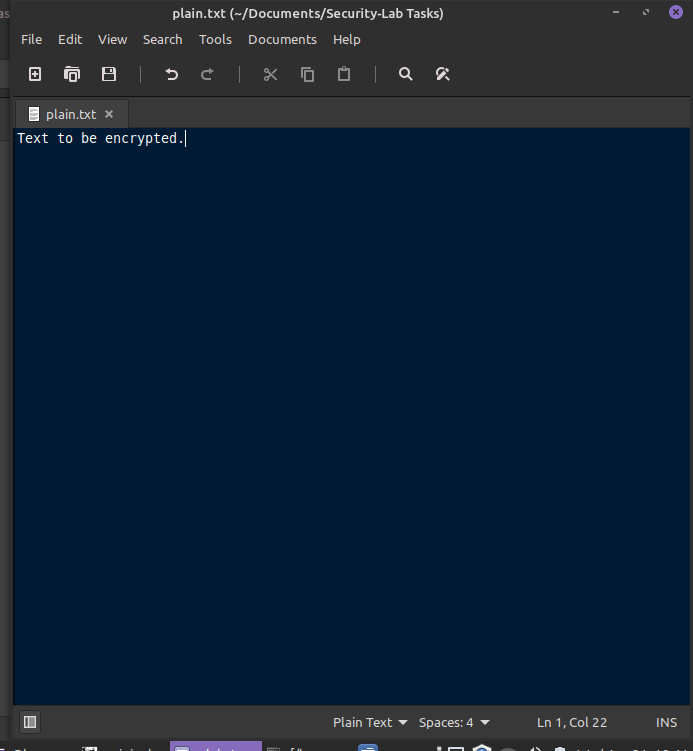 plain.txt (~/Documents/Security-Lab Tasks)
File Edit View Search Tools Documents Help
plain.txt
Text to be encrypted.
Plain Text Spaces: 4 Ln 1, Col 22 INS